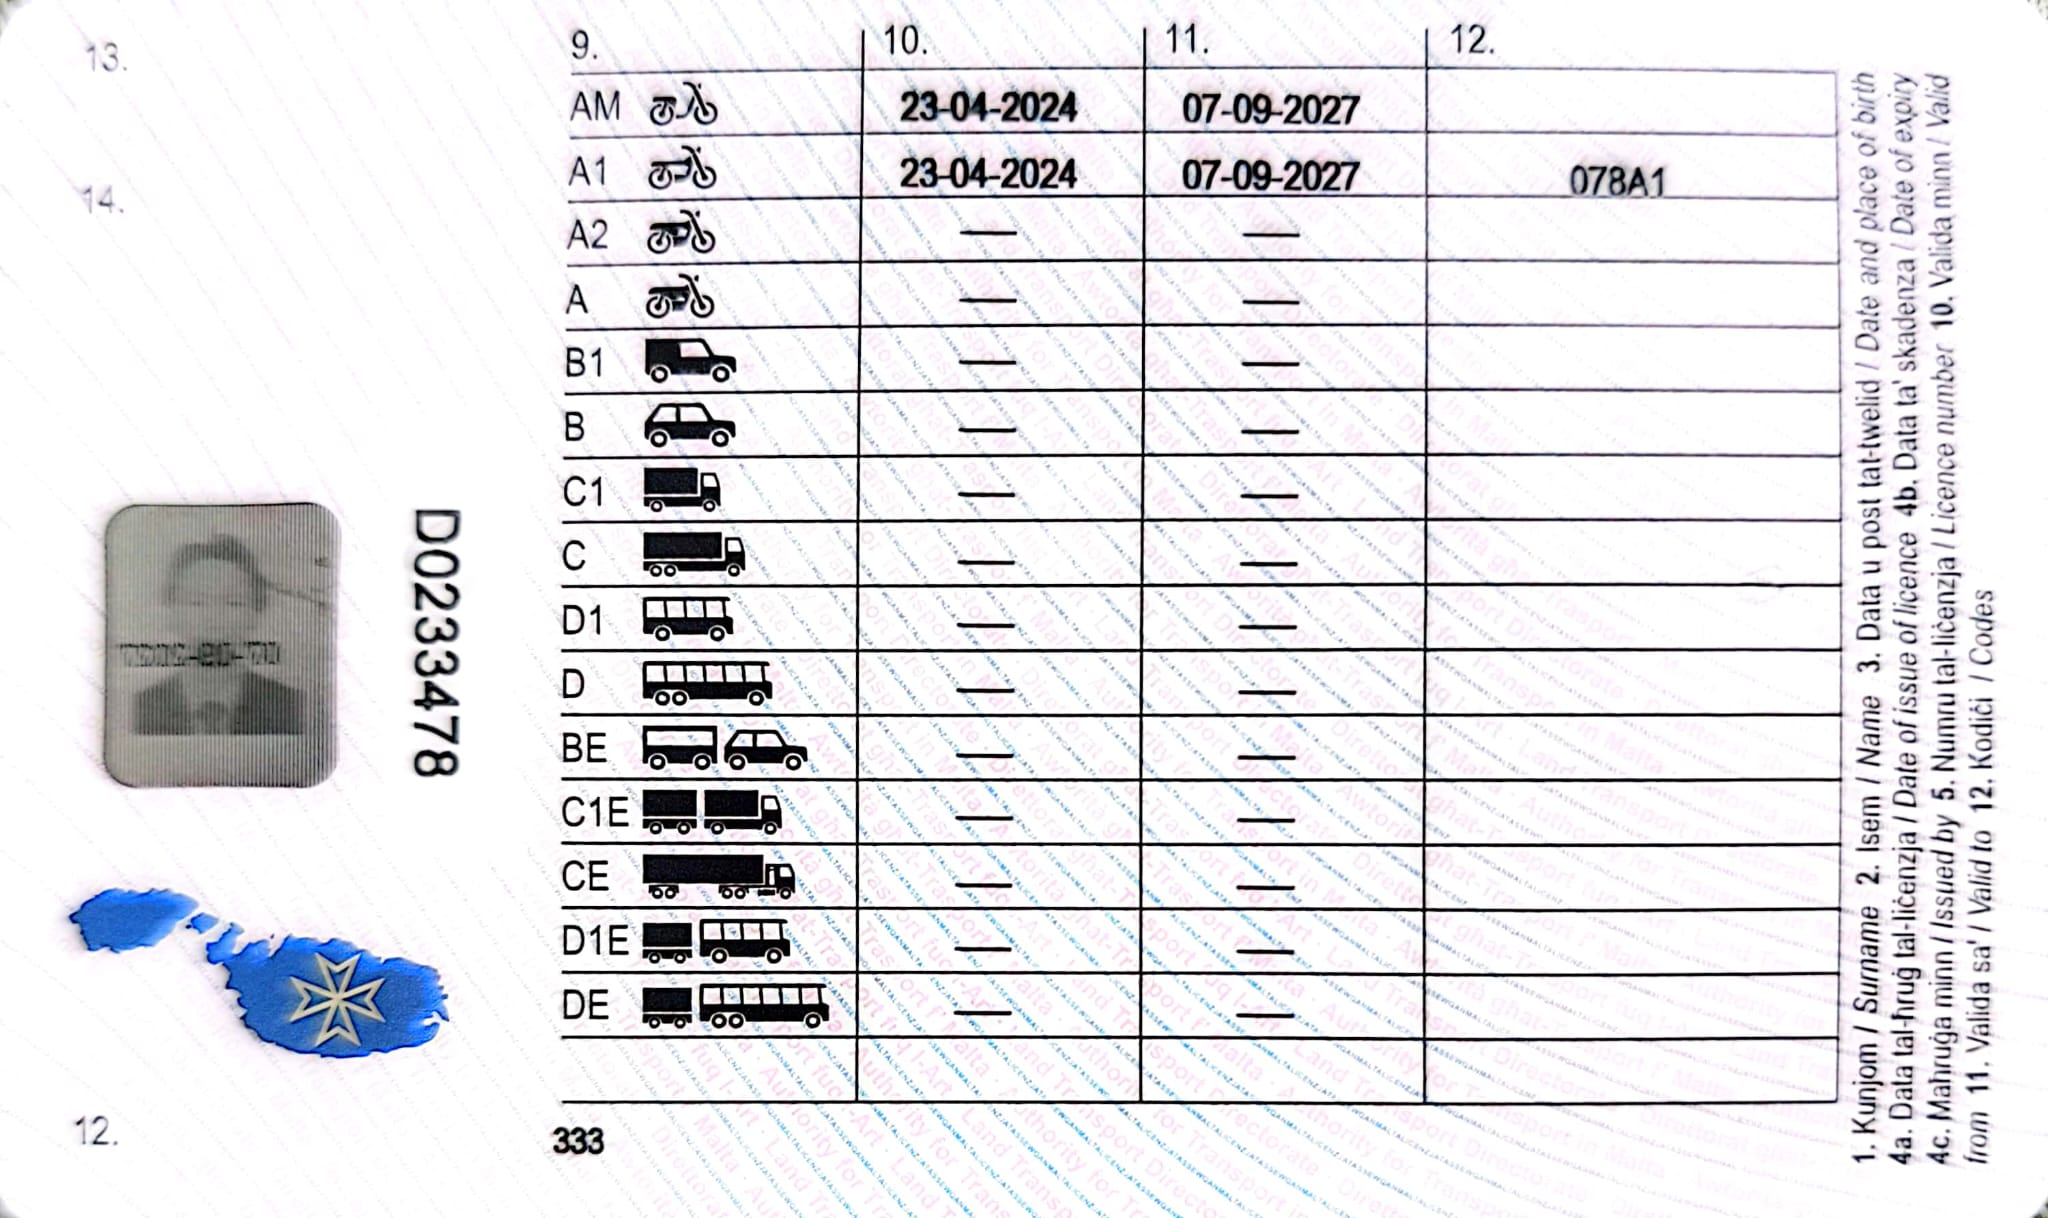 13.
14.
12.
D0233478
07-09-2027
9. 10. 11. 12.
AM 23-04-2024 07-09-2027
A1 23-04-2024 07-09-2027 078A1
A2 — —
A — —
B1 — —
B — —
C1 — —
C — —
D1 — —
D — —
BE — —
C1E — —
CE — —
D1E — —
DE — —
333
1. Kunjom / Surname 2. Isem / Name 3. Data u post tat-twelid / Date and place of birth
4a. Data tal-ħruġ tal-liċenzja / Date of issue of licence 4b. Data ta' skadenza / Date of expiry
4c. Maħruġa minn / Issued by 5. Numru tal-liċenzja / Licence number 10. Valida minn / Valid
from 11. Valida sa' / Valid to 12. Kodiċi / Codes